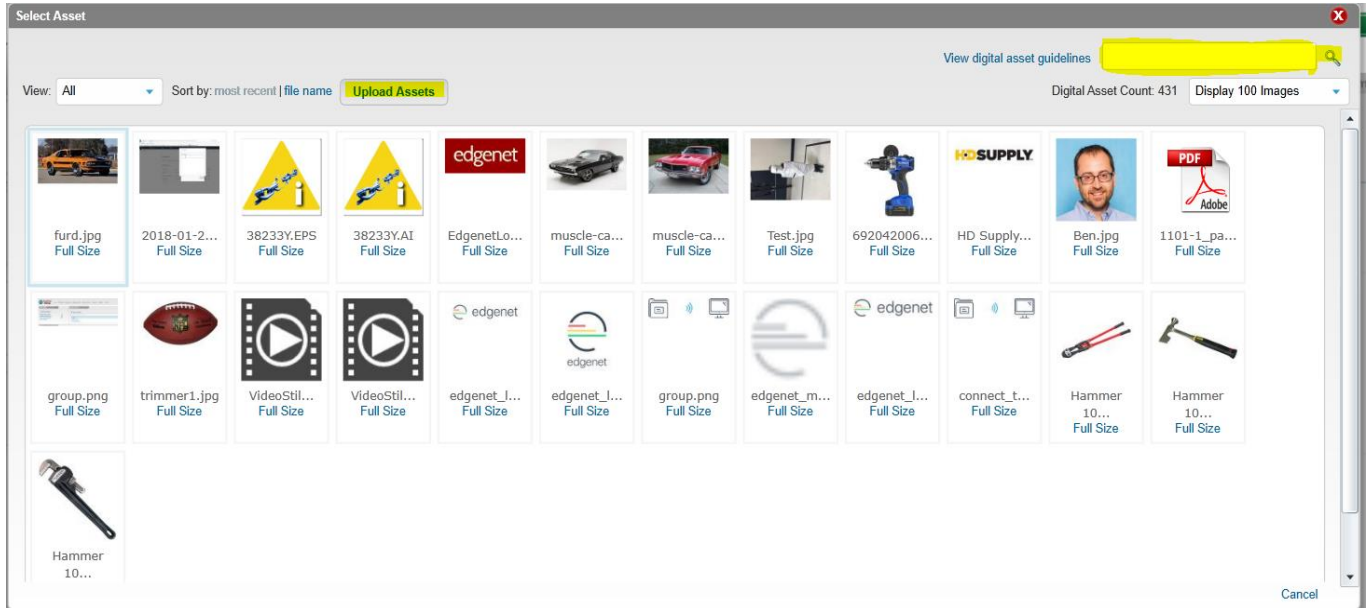 Select Asset
X
View digital asset guidelines
View: All Sort by: most recent | file name Upload Assets Digital Asset Count: 431 Display 100 Images
edgenet HDSUPPLY PDF
Adobe
furd.jpg 2018-01-2... 38233Y.EPS 38233Y.AI EdgenetLo... muscle-ca... muscle-ca... Test.jpg 692042006... HD Supply... Ben.jpg 1101-1_pa...
Full Size Full Size Full Size Full Size Full Size Full Size Full Size Full Size Full Size Full Size Full Size Full Size
edgenet edgenet edgenet
group.png trimmer1.jpg VideoStil... VideoStil... edgenet_l... edgenet_l... group.png edgenet_m... edgenet_l... connect_t... Hammer Hammer
10... 10...
Full Size Full Size Full Size Full Size Full Size Full Size Full Size Full Size Full Size Full Size Full Size Full Size
Hammer
10...
Cancel